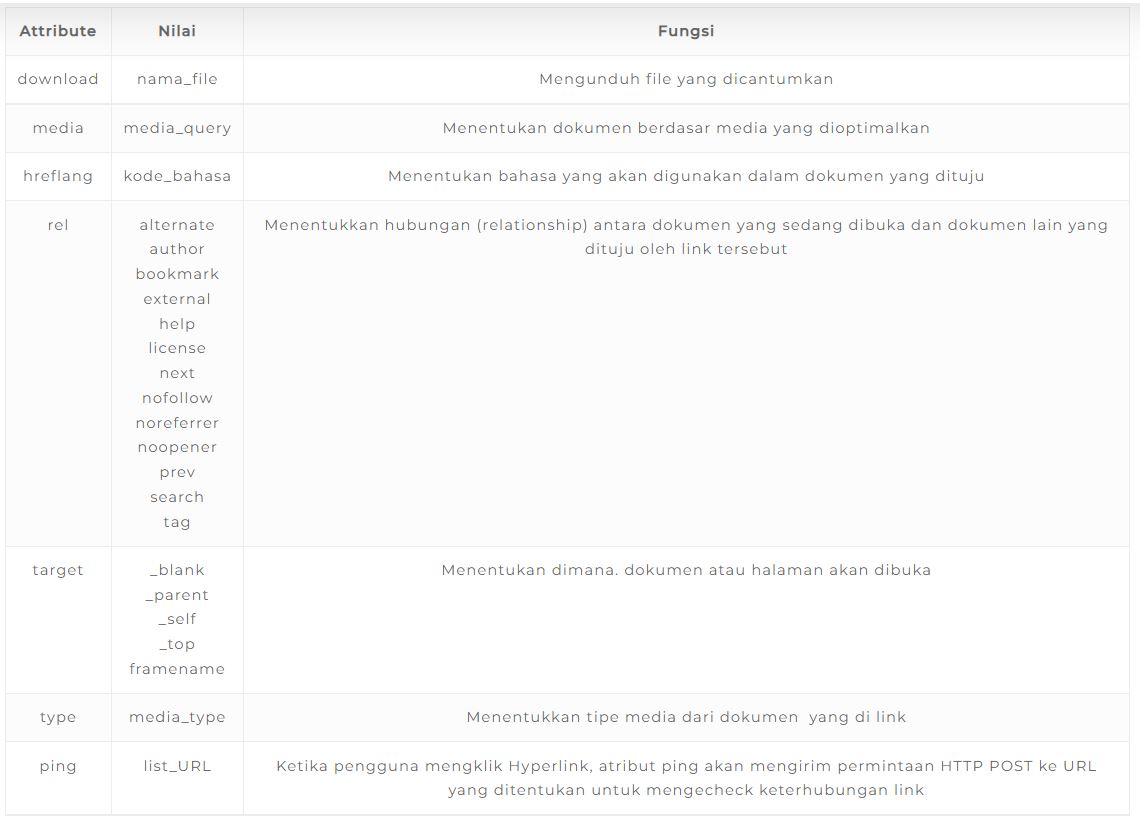 Attribute Nilai Fungsi
download nama_file Mengunduh file yang dicantumkan
media media_query Menentukan dokumen berdasar media yang dioptimalkan
hreflang kode_bahasa Menentukan bahasa yang akan digunakan dalam dokumen yang dituju
rel alternate Menentukkan hubungan (relationship) antara dokumen yang sedang dibuka dan dokumen lain yang
author dituju oleh link tersebut
bookmark
external
help
license
next
nofollow
noreferrer
noopener
prev
search
tag
target _blank Menentukan dimana. dokumen atau halaman akan dibuka
_parent
_self
_top
framename
type media_type Menentukkan tipe media dari dokumen  yang di link
ping list_URL Ketika pengguna mengklik Hyperlink, atribut ping akan mengirim permintaan HTTP POST ke URL
yang ditentukan untuk mengecheck keterhubungan link